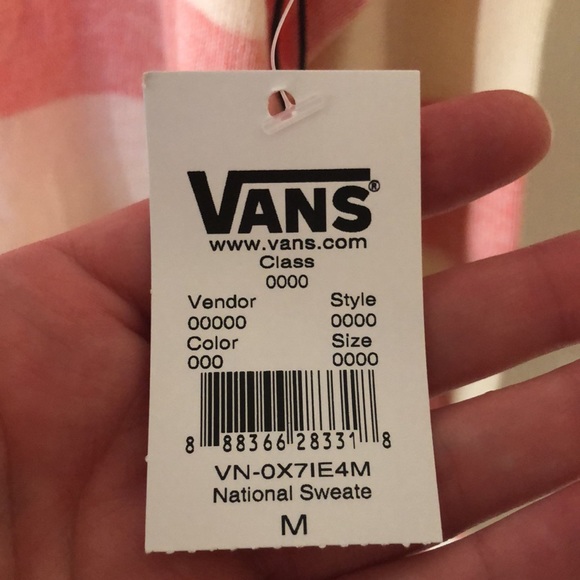 VANS®
www.vans.com
Class
0000
Vendor Style
00000 0000
Color Size
000 0000
8 88366 28331 8
VN-0X7IE4M
National Sweate
M